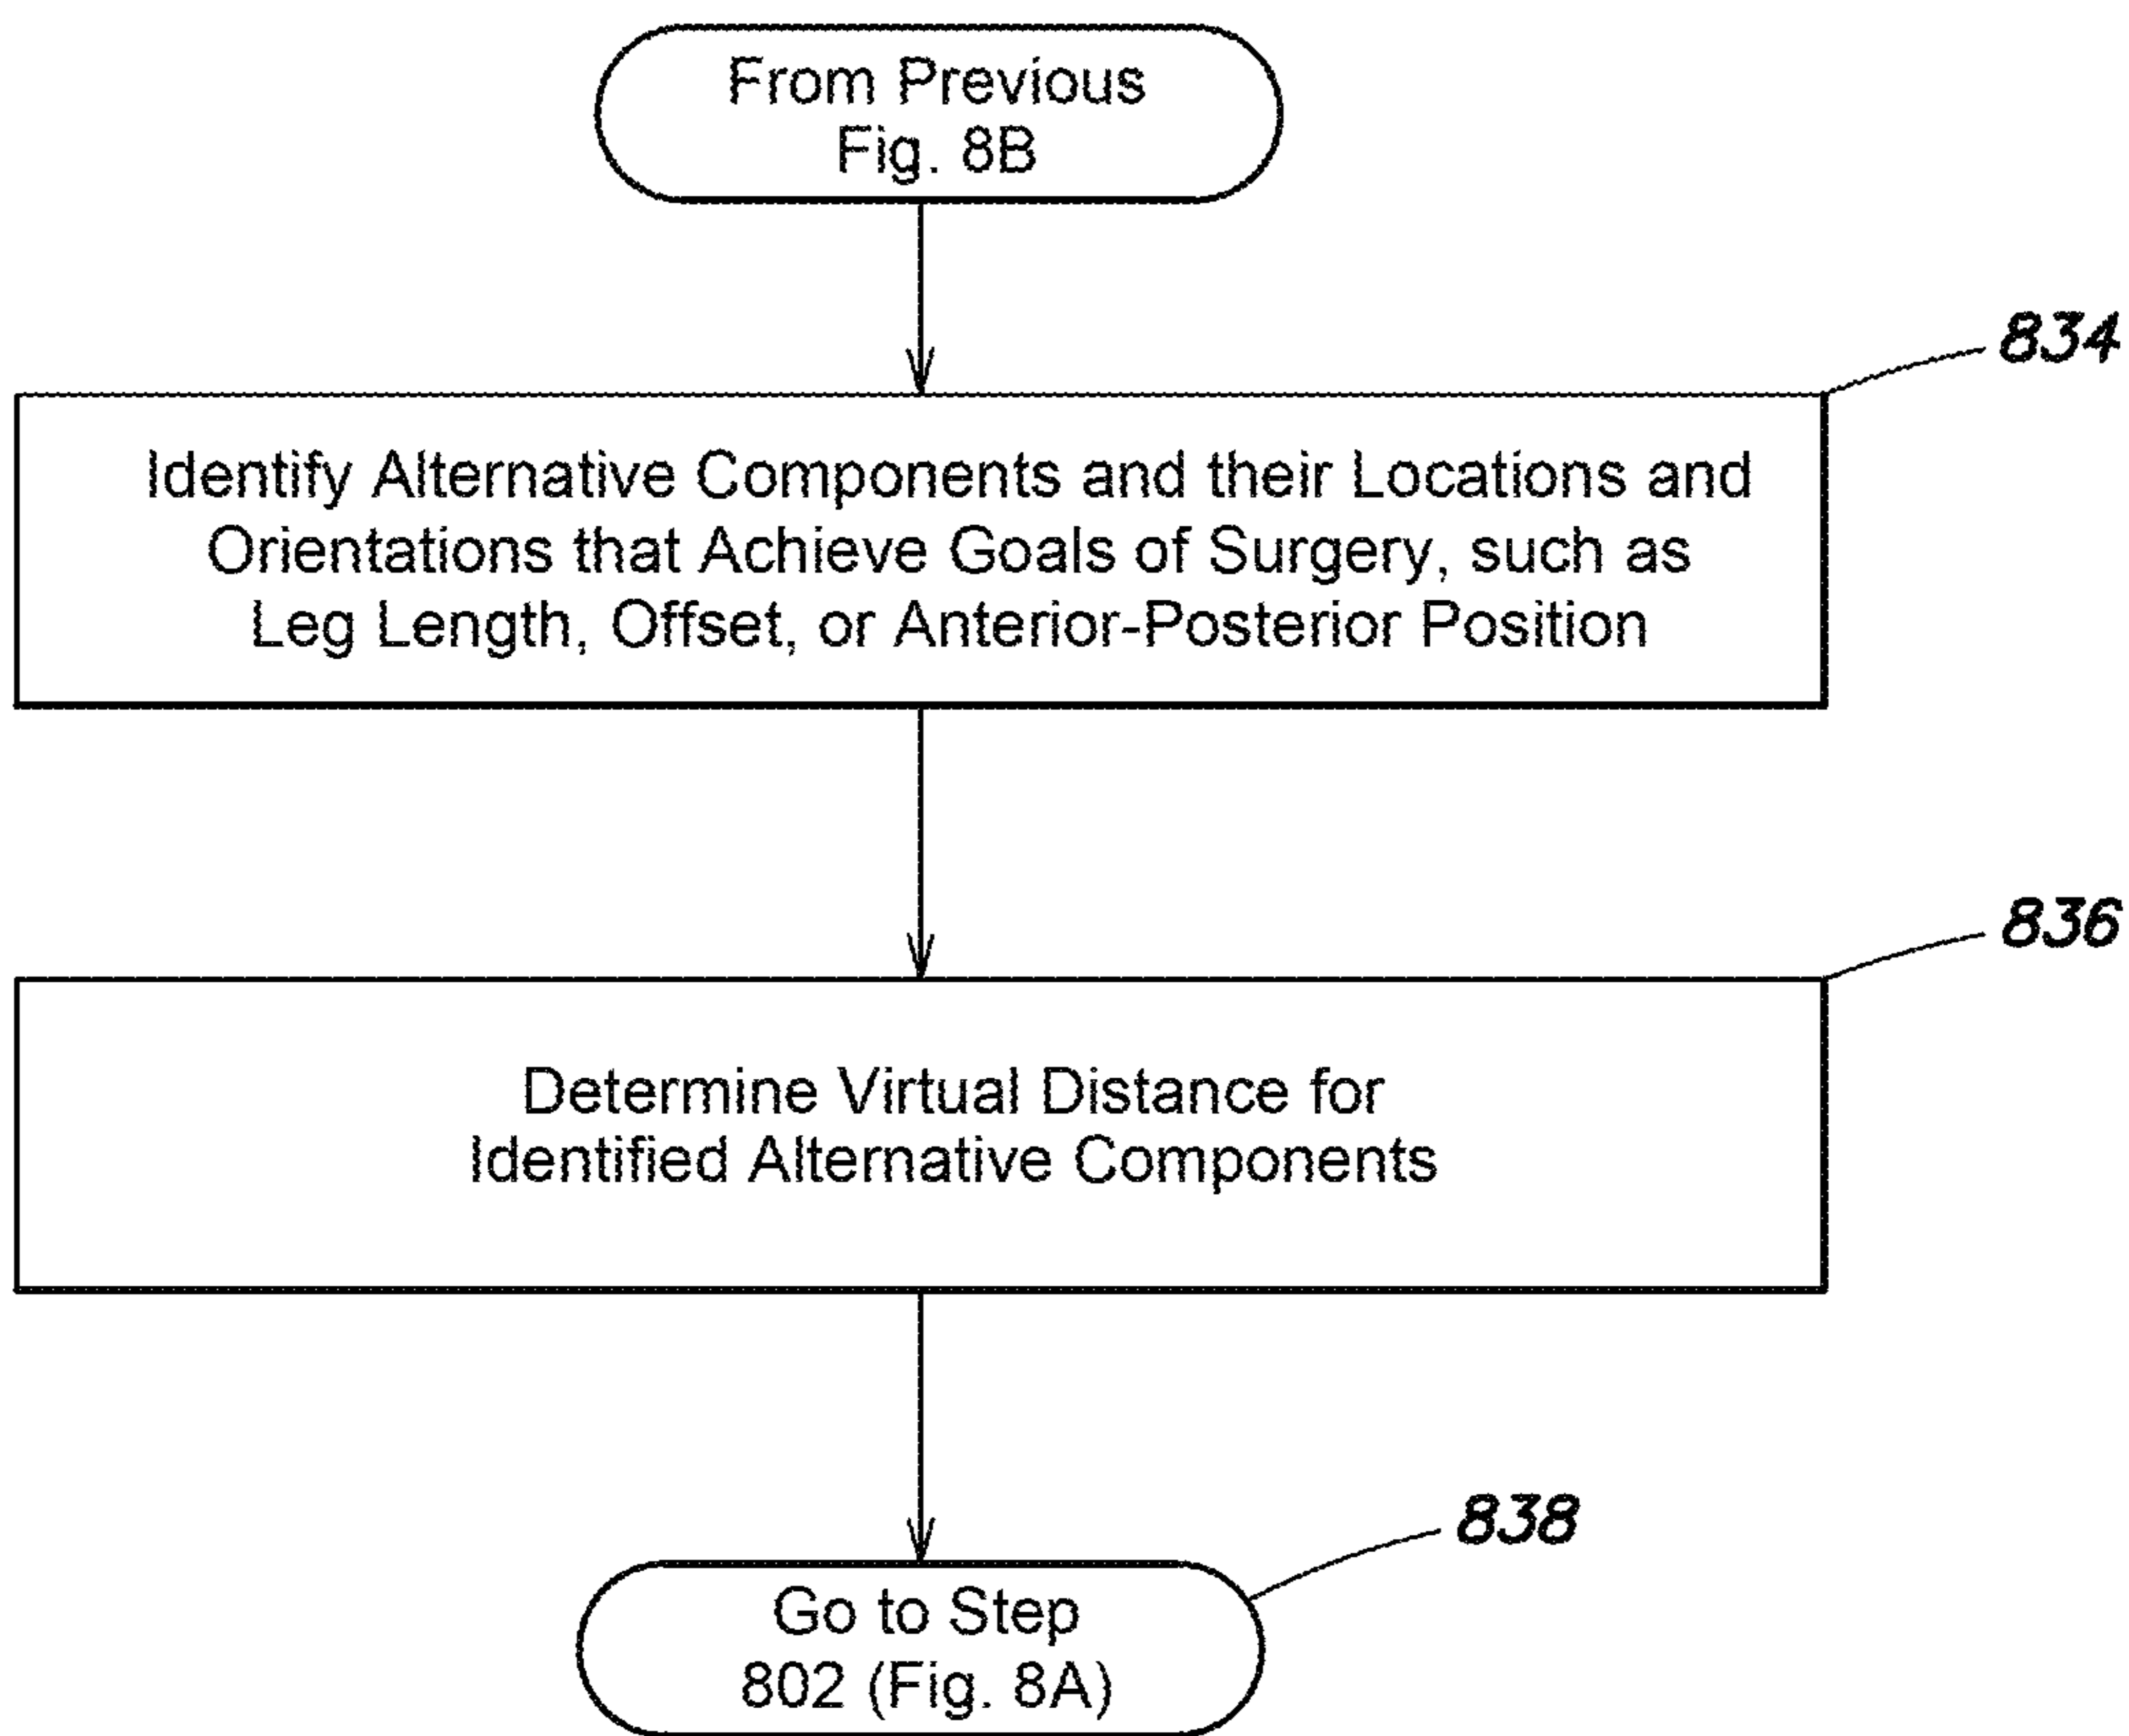 From Previous
Fig. 8B
834
Identify Alternative Components and their Locations and
Orientations that Achieve Goals of Surgery, such as
Leg Length, Offset, or Anterior-Posterior Position
836
Determine Virtual Distance for
Identified Alternative Components
838
Go to Step
802 (Fig. 8A)